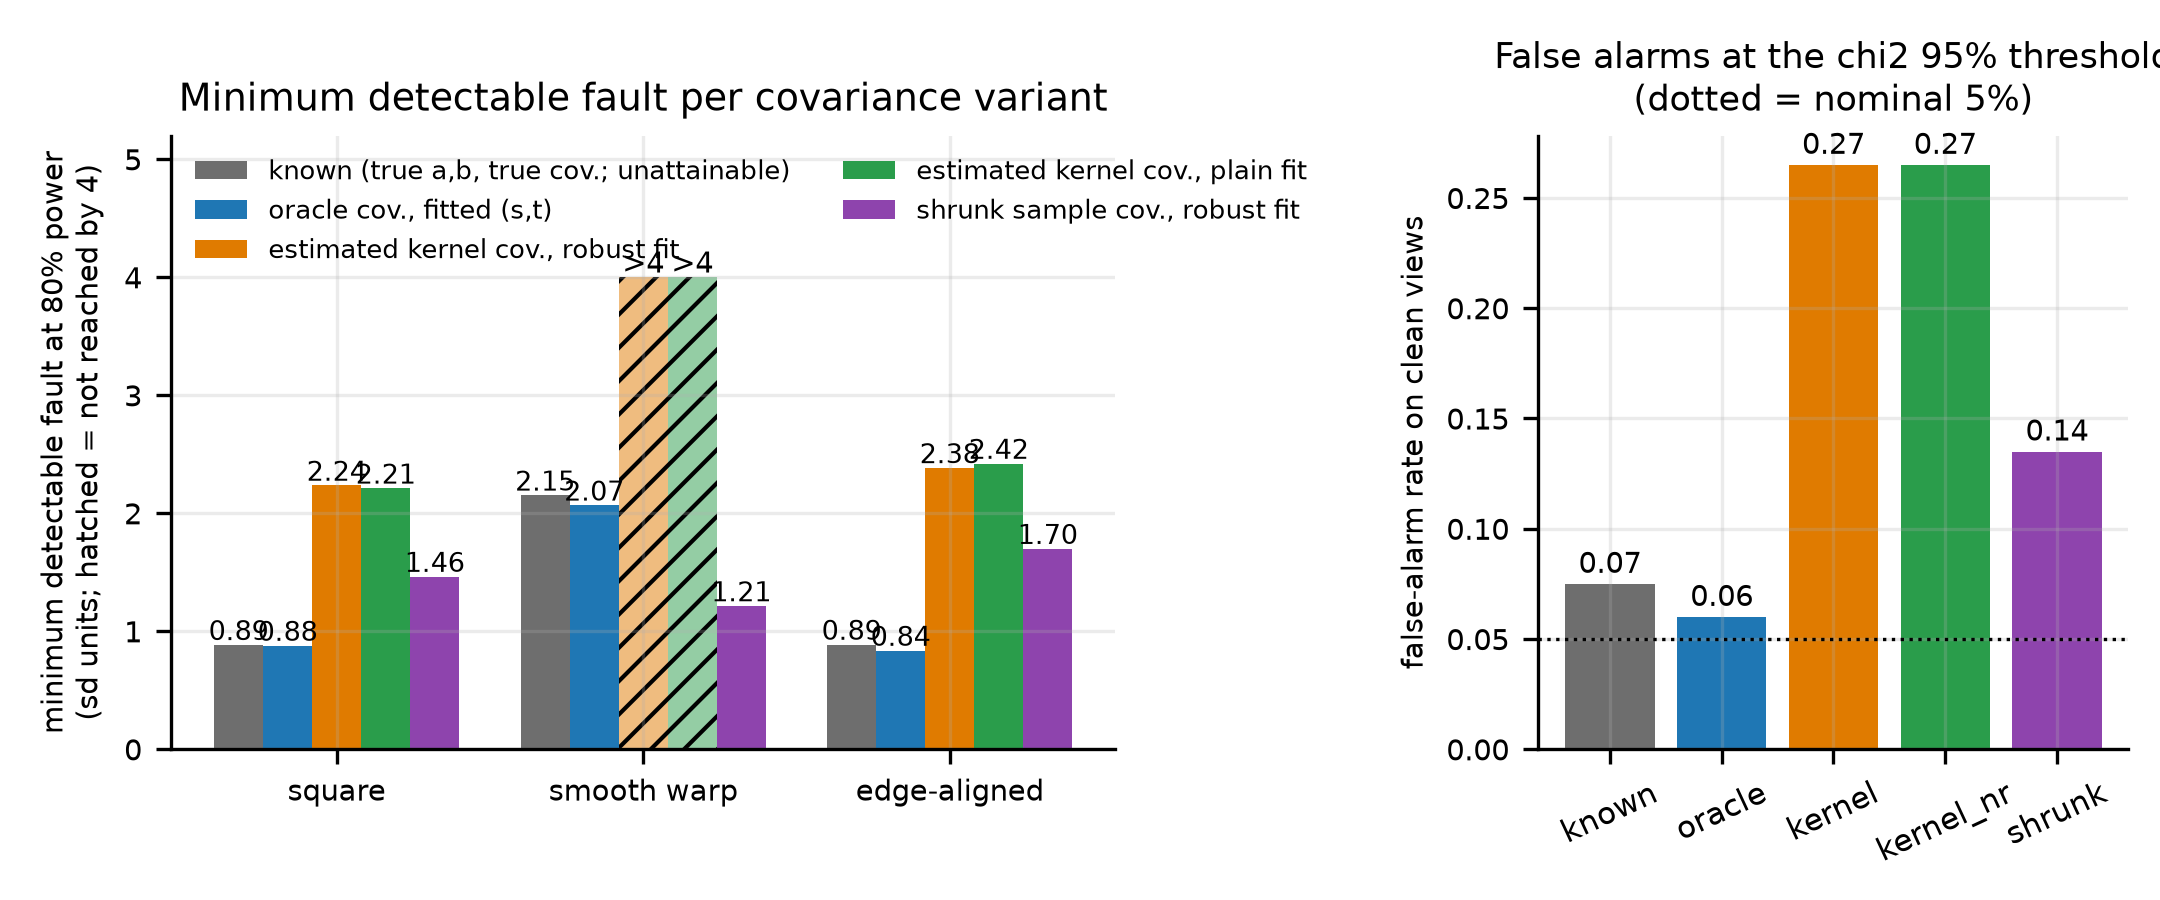 Minimum detectable fault per covariance variant
minimum detectable fault at 80% power
(sd units; hatched = not reached by 4)
5
4
3
2
1
0
known (true a,b, true cov.; unattainable)
oracle cov., fitted (s,t)
estimated kernel cov., robust fit
estimated kernel cov., plain fit
shrunk sample cov., robust fit
0.89
0.88
2.24
2.21
1.46
2.15
2.07
>4
>4
1.21
0.89
0.84
2.38
2.42
1.70
square
smooth warp
edge-aligned
False alarms at the chi2 95% threshold
(dotted = nominal 5%)
false-alarm rate on clean views
0.25
0.20
0.15
0.10
0.05
0.00
0.07
0.06
0.27
0.27
0.14
known
oracle
kernel
kernel_nr
shrunk